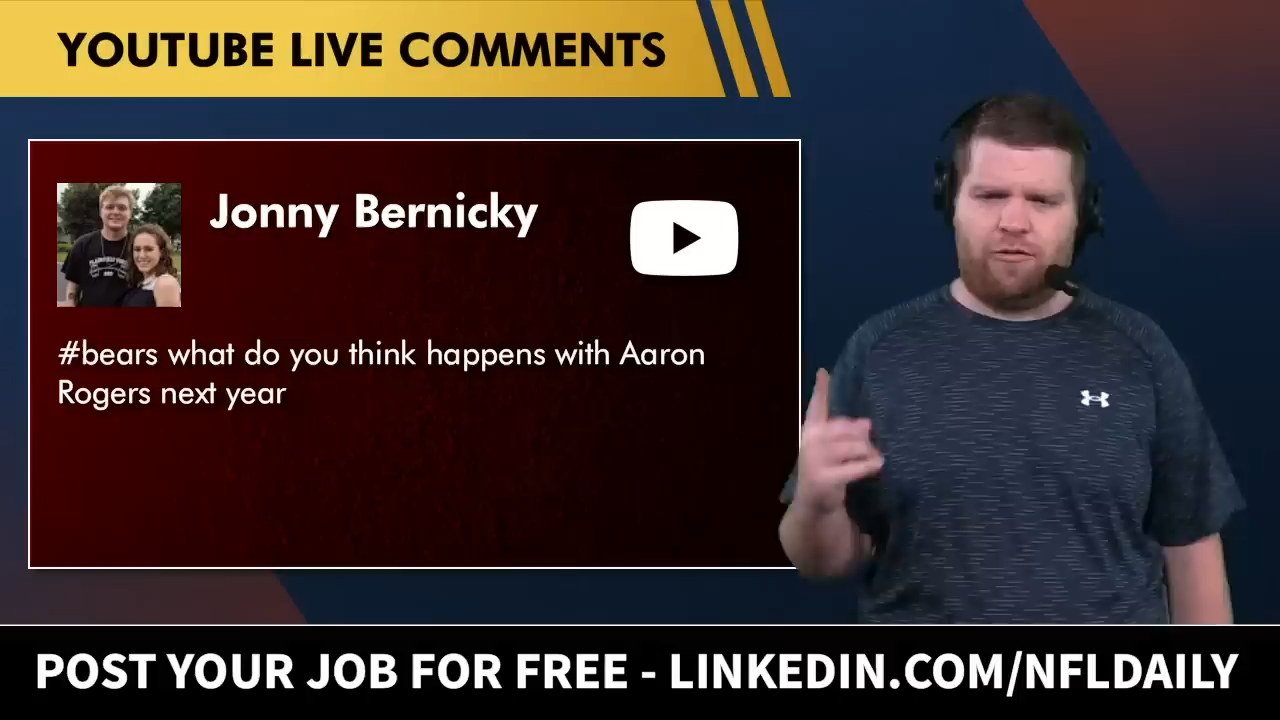 YOUTUBE LIVE COMMENTS
Jonny Bernicky
#bears what do you think happens with Aaron
Rogers next year
POST YOUR JOB FOR FREE - LINKEDIN.COM/NFLDAILY